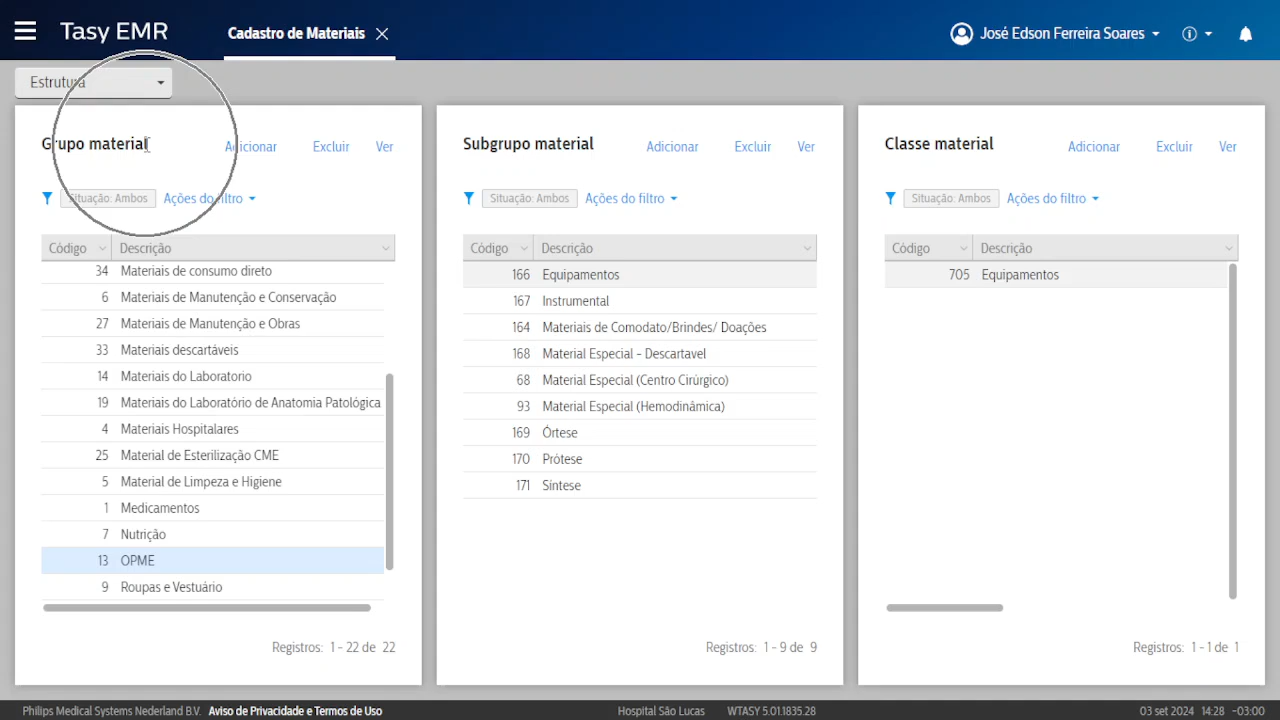 Tasy EMR
Cadastro de Materiais
José Edson Ferreira Soares
Estrutura
Grupo material
Adicionar
Excluir
Ver
Situação: Ambos
Ações do filtro
Código
Descrição
34 Materiais de consumo direto
6 Materiais de Manutenção e Conservação
27 Materiais de Manutenção e Obras
33 Materiais descartáveis
14 Materiais do Laboratorio
19 Materiais do Laboratório de Anatomia Patológica
4 Materiais Hospitalares
25 Material de Esterilização CME
5 Material de Limpeza e Higiene
1 Medicamentos
7 Nutrição
13 OPME
9 Roupas e Vestuário
Registros: 1 - 22 de 22
Subgrupo material
Adicionar
Excluir
Ver
Situação: Ambos
Ações do filtro
Código
Descrição
166 Equipamentos
167 Instrumental
164 Materiais de Comodato/Brindes/ Doações
168 Material Especial - Descartavel
68 Material Especial (Centro Cirúrgico)
93 Material Especial (Hemodinâmica)
169 Órtese
170 Prótese
171 Síntese
Registros: 1 - 9 de 9
Classe material
Adicionar
Excluir
Ver
Situação: Ambos
Ações do filtro
Código
Descrição
705 Equipamentos
Registros: 1 - 1 de 1
Philips Medical Systems Nederland B.V. Aviso de Privacidade e Termos de Uso
Hospital São Lucas
WTASY 5.01.1835.28
03 set 2024 14:28 -03:00